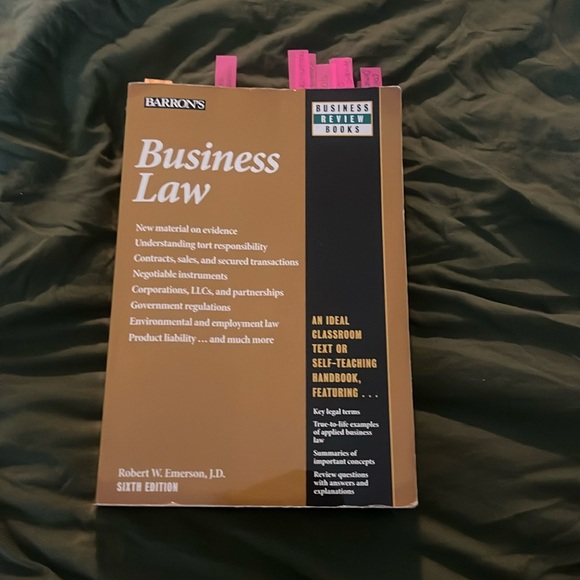 BARRON'S
BUSINESS
REVIEW
BOOKS
Business
Law
New material on evidence
Understanding tort responsibility
Contracts, sales, and secured transactions
Negotiable instruments
Corporations, LLCs, and partnerships
Government regulations
Environmental and employment law
Product liability ... and much more
AN IDEAL
CLASSROOM
TEXT OR
SELF-TEACHING
HANDBOOK,
FEATURING . . .
Key legal terms
True-to-life examples
of applied business
law
Summaries of
important concepts
Review questions
with answers and
explanations
Robert W. Emerson, J.D.
SIXTH EDITION